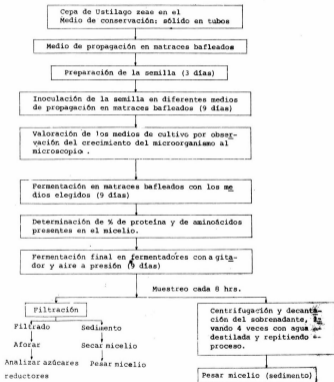 Cepa de Ustilago zeae en el
Medio de conservación: sólido en tubos
Medio de propagación en matraces bafleados
Preparación de la semilla (3 días)
Inoculación de la semilla en diferentes medios
de propagación en matraces bafleados (9 días)
Valoración de los medios de cultivo por obser-
vación del crecimiento del microorganismo al
microscopio .
Fermentación en matraces bafleados con los me
dios elegidos (9 días)
Determinación de % de proteína y de aminoácidos
presentes en el micelio.
Fermentación final en fermentadores con agita-
dor y aire a presión (9 días)
Muestreo cada 8 hrs.
Filtración
Filtrado Sedimento
Aforar Secar micelio
Analizar azúcares Pesar micelio
reductores
Centrifugación y decanta-
ción del sobrenadante, la
vando 4 veces con agua
destilada y repitiendo
proceso.
Pesar micelio (sedimento)